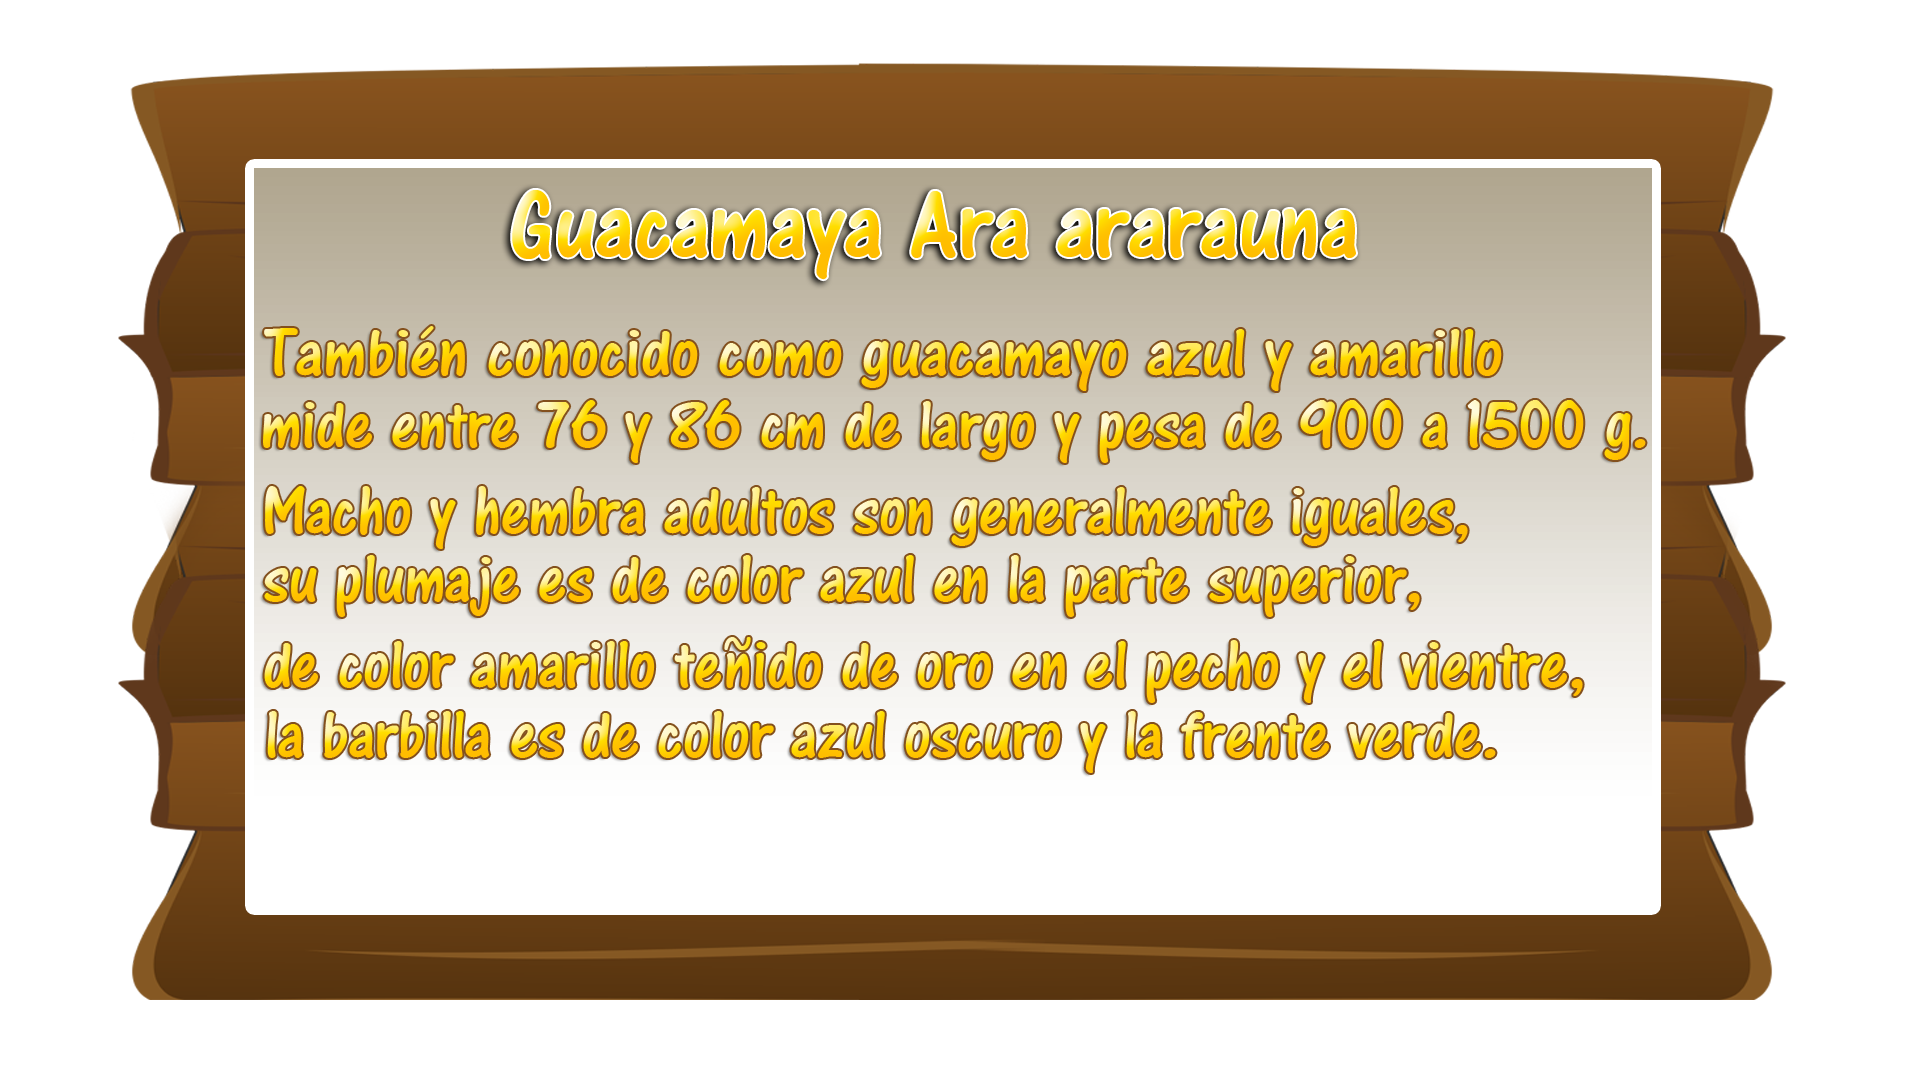 Guacamaya Ara ararauna
También conocido como guacamayo azul y amarillo
mide entre 76 y 86 cm de largo y pesa de 900 a 1500 g.
Macho y hembra adultos son generalmente iguales,
su plumaje es de color azul en la parte superior,
de color amarillo teñido de oro en el pecho y el vientre,
la barbilla es de color azul oscuro y la frente verde.